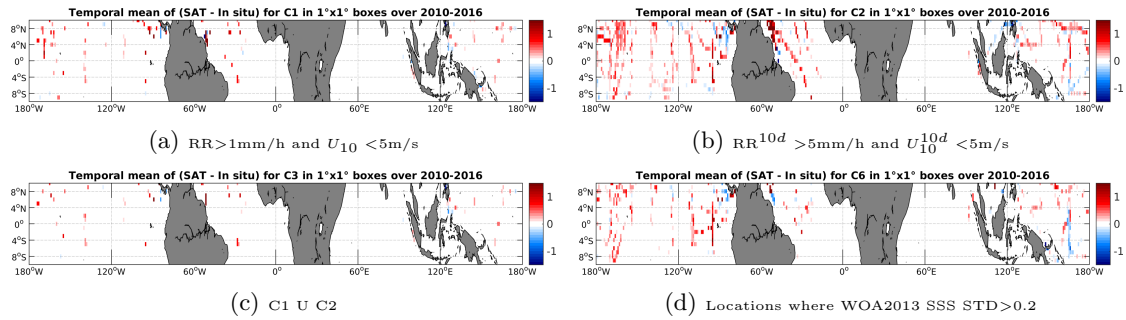 Temporal mean of (SAT - In situ) for C1 in 1°x1° boxes over 2010-2016
8°N
4°N
0°
4°S
8°S
180°W 120°W 60°W 0° 60°E 120°E 180°W
1
0
-1
(a) RR>1mm/h and U10 <5m/s
Temporal mean of (SAT - In situ) for C2 in 1°x1° boxes over 2010-2016
8°N
4°N
0°
4°S
8°S
180°W 120°W 60°W 0° 60°E 120°E 180°W
1
0
-1
(b) RR^10d >5mm/h and U10^10d <5m/s
Temporal mean of (SAT - In situ) for C3 in 1°x1° boxes over 2010-2016
8°N
4°N
0°
4°S
8°S
180°W 120°W 60°W 0° 60°E 120°E 180°W
1
0
-1
(c) C1 U C2
Temporal mean of (SAT - In situ) for C6 in 1°x1° boxes over 2010-2016
8°N
4°N
0°
4°S
8°S
180°W 120°W 60°W 0° 60°E 120°E 180°W
1
0
-1
(d) Locations where WOA2013 SSS STD>0.2